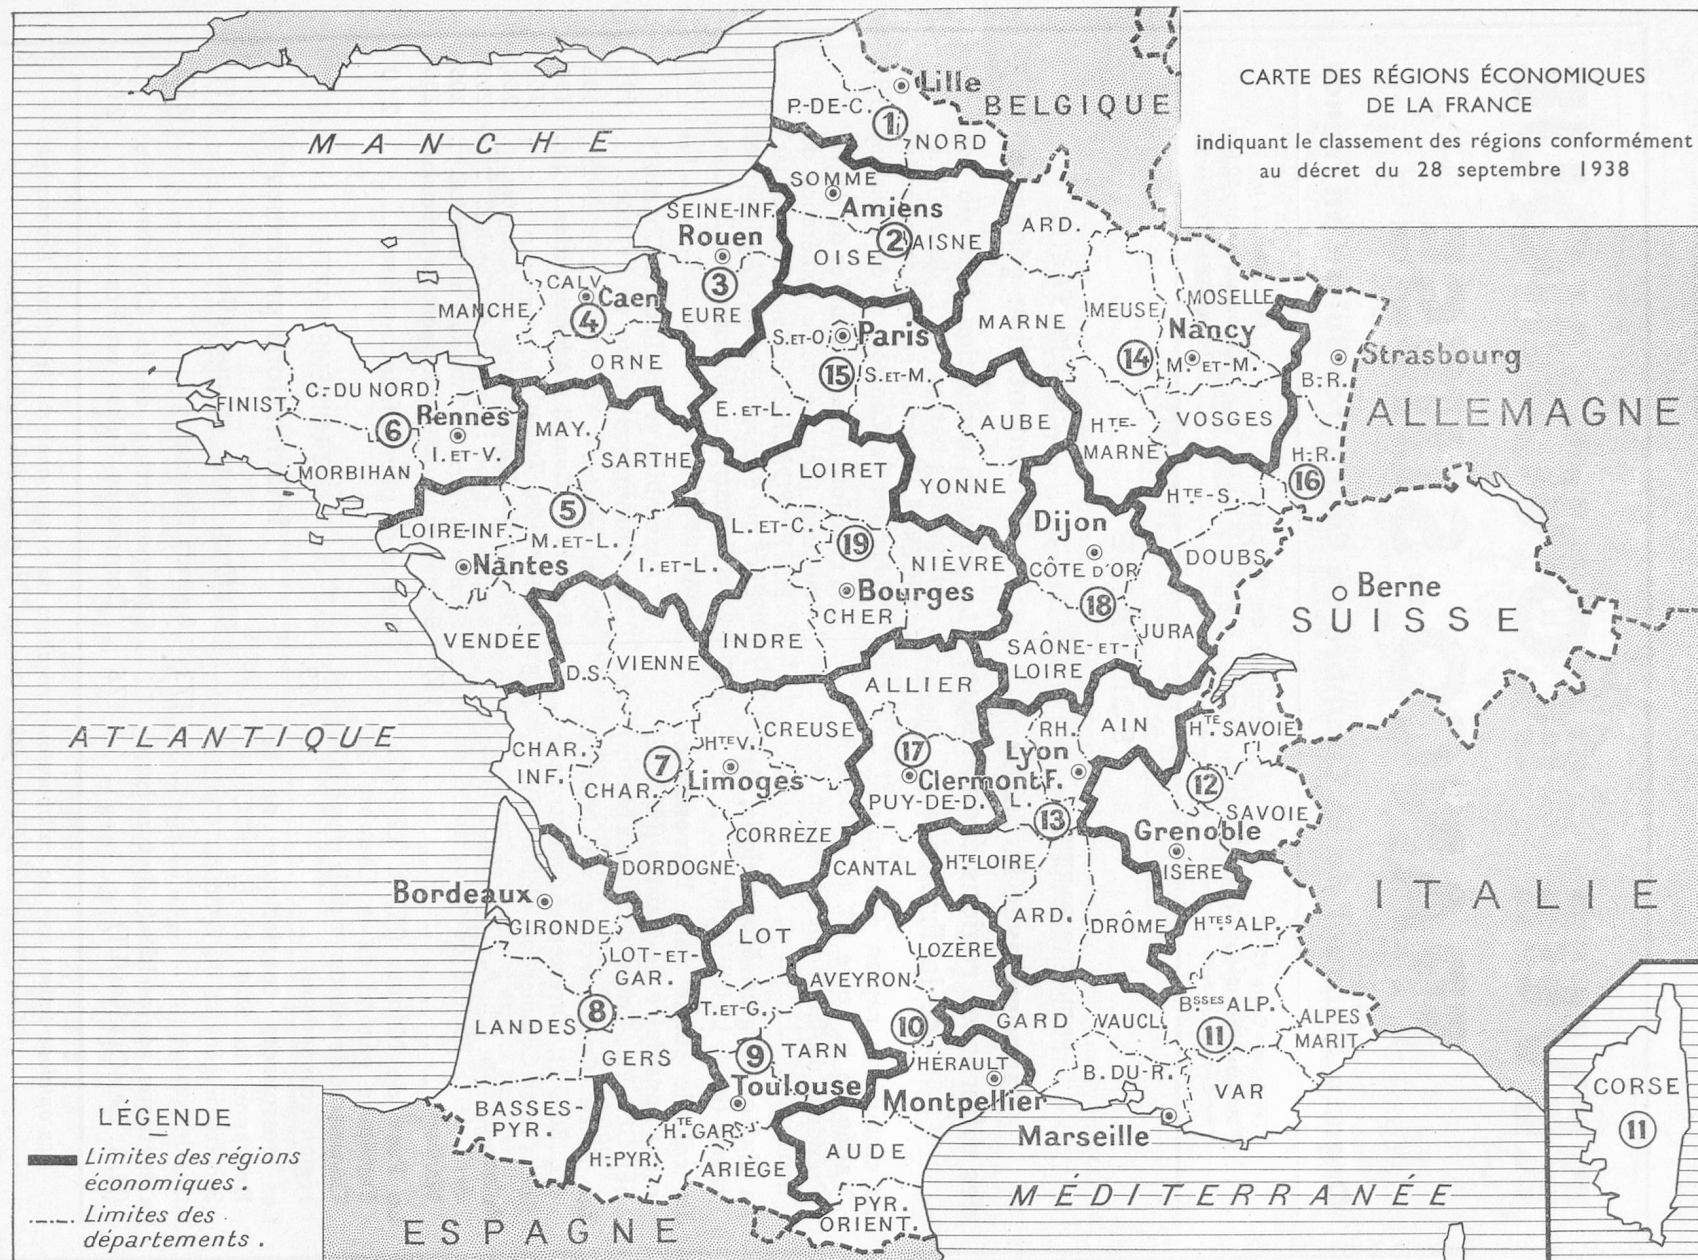 CARTE DES RÉGIONS ÉCONOMIQUES
DE LA FRANCE
indiquant le classement des régions conformément
au décret du 28 septembre 1938
MANCHE
BELGIQUE
Lille
P.-DE-C.
1
NORD
SOMME
Amiens
2
OISE
AISNE
ARD.
SEINE-INF.
Rouen
3
EURE
CALV.
Caen
4
MANCHE
ORNE
S.ET-O.
Paris
15
S.ET-M.
E.ET-L.
MARNE
MEUSE
MOSELLE
Nancy
14
M.-ET-M.
AUBE
HTE-
MARNE
VOSGES
Strasbourg
B.-R.
H-R.
16
ALLEMAGNE
FINIST.
C.-DU NORD
6
Rennes
I.-ET-V.
MORBIHAN
MAY.
SARTHE
LOIRE-INF.
5
M.ET-L.
Nantes
I.-ET-L.
VENDÉE
LOIRET
YONNE
L.ET-C.
19
Bourges
NIÈVRE
CHER
INDRE
Dijon
CÔTE D'OR
18
SAÔNE-ET-
LOIRE
JURA
HTE-S.
DOUBS
Berne
SUISSE
ATLANTIQUE
D.S.
VIENNE
CHAR.
INF.
CHAR.
7
HTE V.
Limoges
CREUSE
CORRÈZE
DORDOGNE
ALLIER
17
Clermont F.
PUY-DE-D.
CANTAL
RH.
Lyon
AIN
L.
13
HTE LOIRE
ARD.
DRÔME
HTE SAVOIE
12
SAVOIE
Grenoble
ISÈRE
ITALIE
Bordeaux
GIRONDE
LOT-ET-
GAR.
8
LANDES
GERS
BASSES-
PYR.
LOT
T.ET-G.
9
TARN
Toulouse
HTE GAR.
H.-PYR.
ARIÈGE
AVEYRON
LOZÈRE
10
HÉRAULT
Montpellier
AUDE
PYR.
ORIENT.
GARD
VAUCL.
BSSES ALP.
HTES ALP.
11
ALPES
MARIT.
B.DU-R.
VAR
Marseille
MÉDITERRANÉE
ESPAGNE
CORSE
11
LÉGENDE
Limites des régions
économiques.
Limites des
départements.